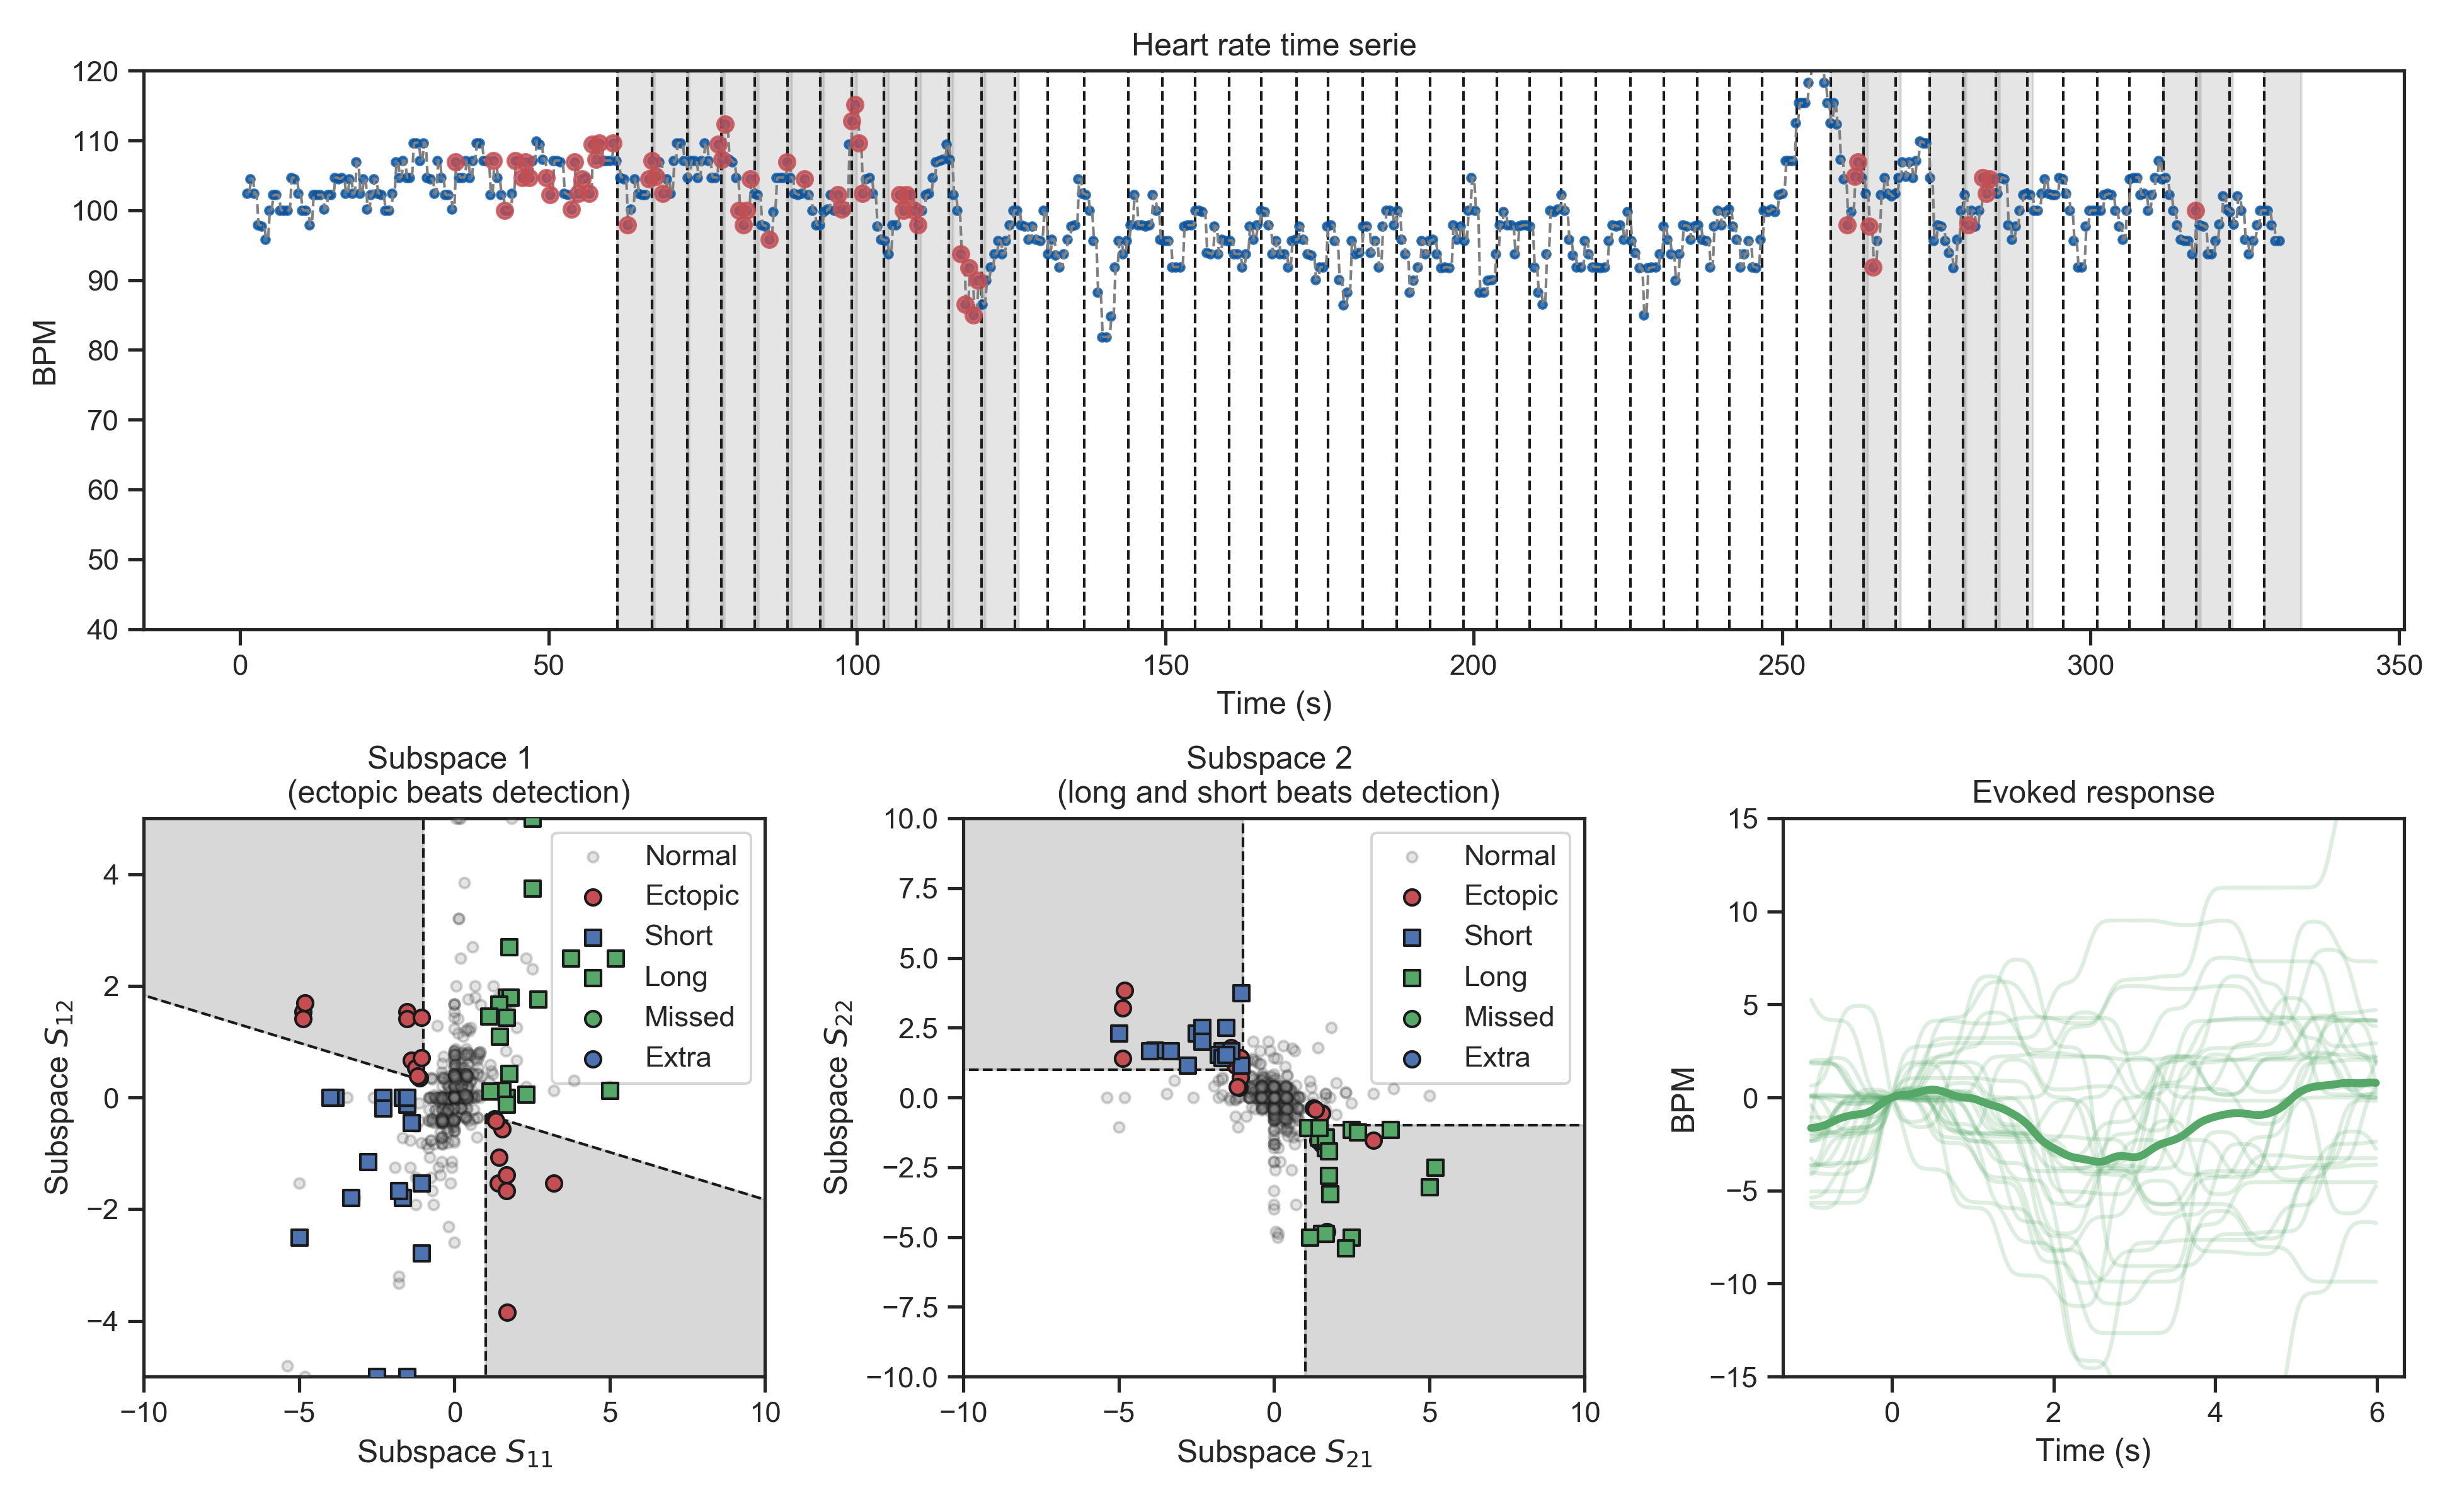 Heart rate time serie
120
110
100
90
80
70
60
50
40
BPM
0
50
100
150
200
250
300
350
Time (s)
Subspace 1
(ectopic beats detection)
4
2
0
−2
−4
Subspace S12
−10
−5
0
5
10
Subspace S11
Normal
Ectopic
Short
Long
Missed
Extra
Subspace 2
(long and short beats detection)
10.0
7.5
5.0
2.5
0.0
−2.5
−5.0
−7.5
−10.0
Subspace S22
−10
−5
0
5
10
Subspace S21
Normal
Ectopic
Short
Long
Missed
Extra
Evoked response
15
10
5
0
−5
−10
−15
BPM
0
2
4
6
Time (s)